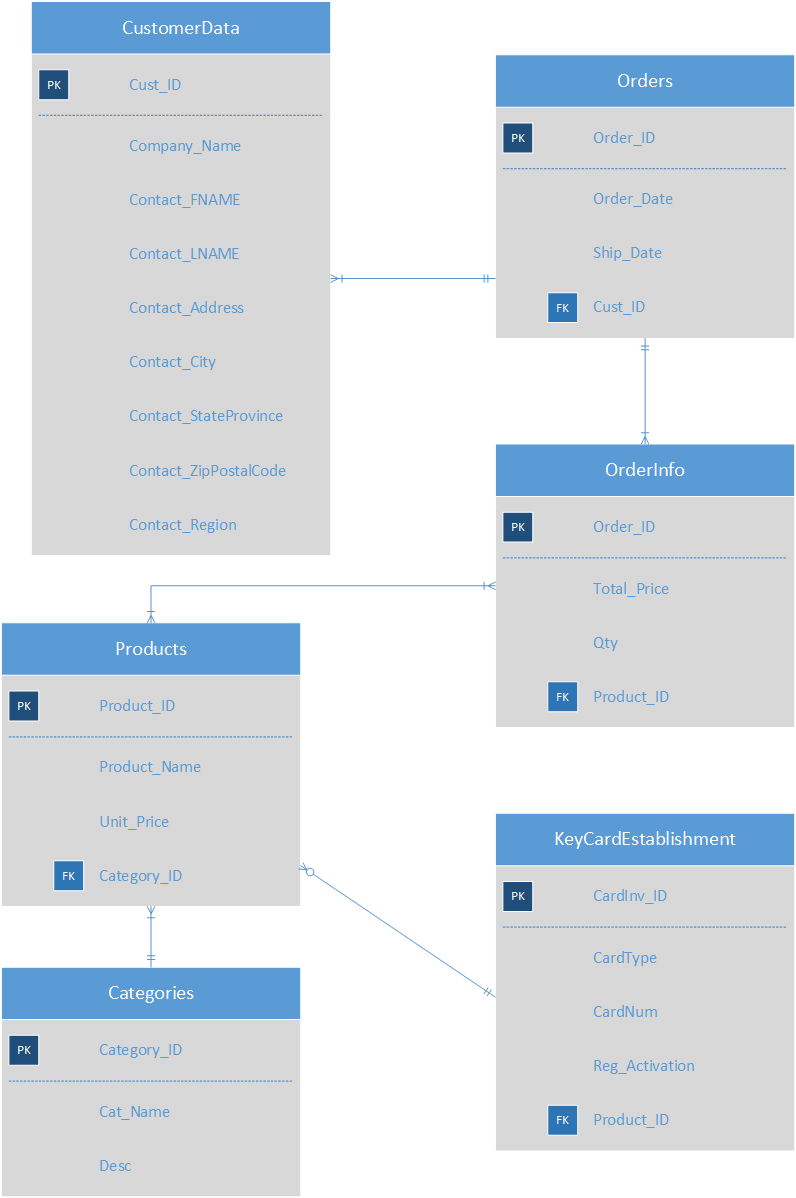 CustomerData
PK Cust_ID
Company_Name
Contact_FNAME
Contact_LNAME
Contact_Address
Contact_City
Contact_StateProvince
Contact_ZipPostalCode
Contact_Region
Orders
PK Order_ID
Order_Date
Ship_Date
FK Cust_ID
OrderInfo
PK Order_ID
Total_Price
Qty
FK Product_ID
Products
PK Product_ID
Product_Name
Unit_Price
FK Category_ID
KeyCardEstablishment
PK CardInv_ID
CardType
CardNum
Reg_Activation
FK Product_ID
Categories
PK Category_ID
Cat_Name
Desc